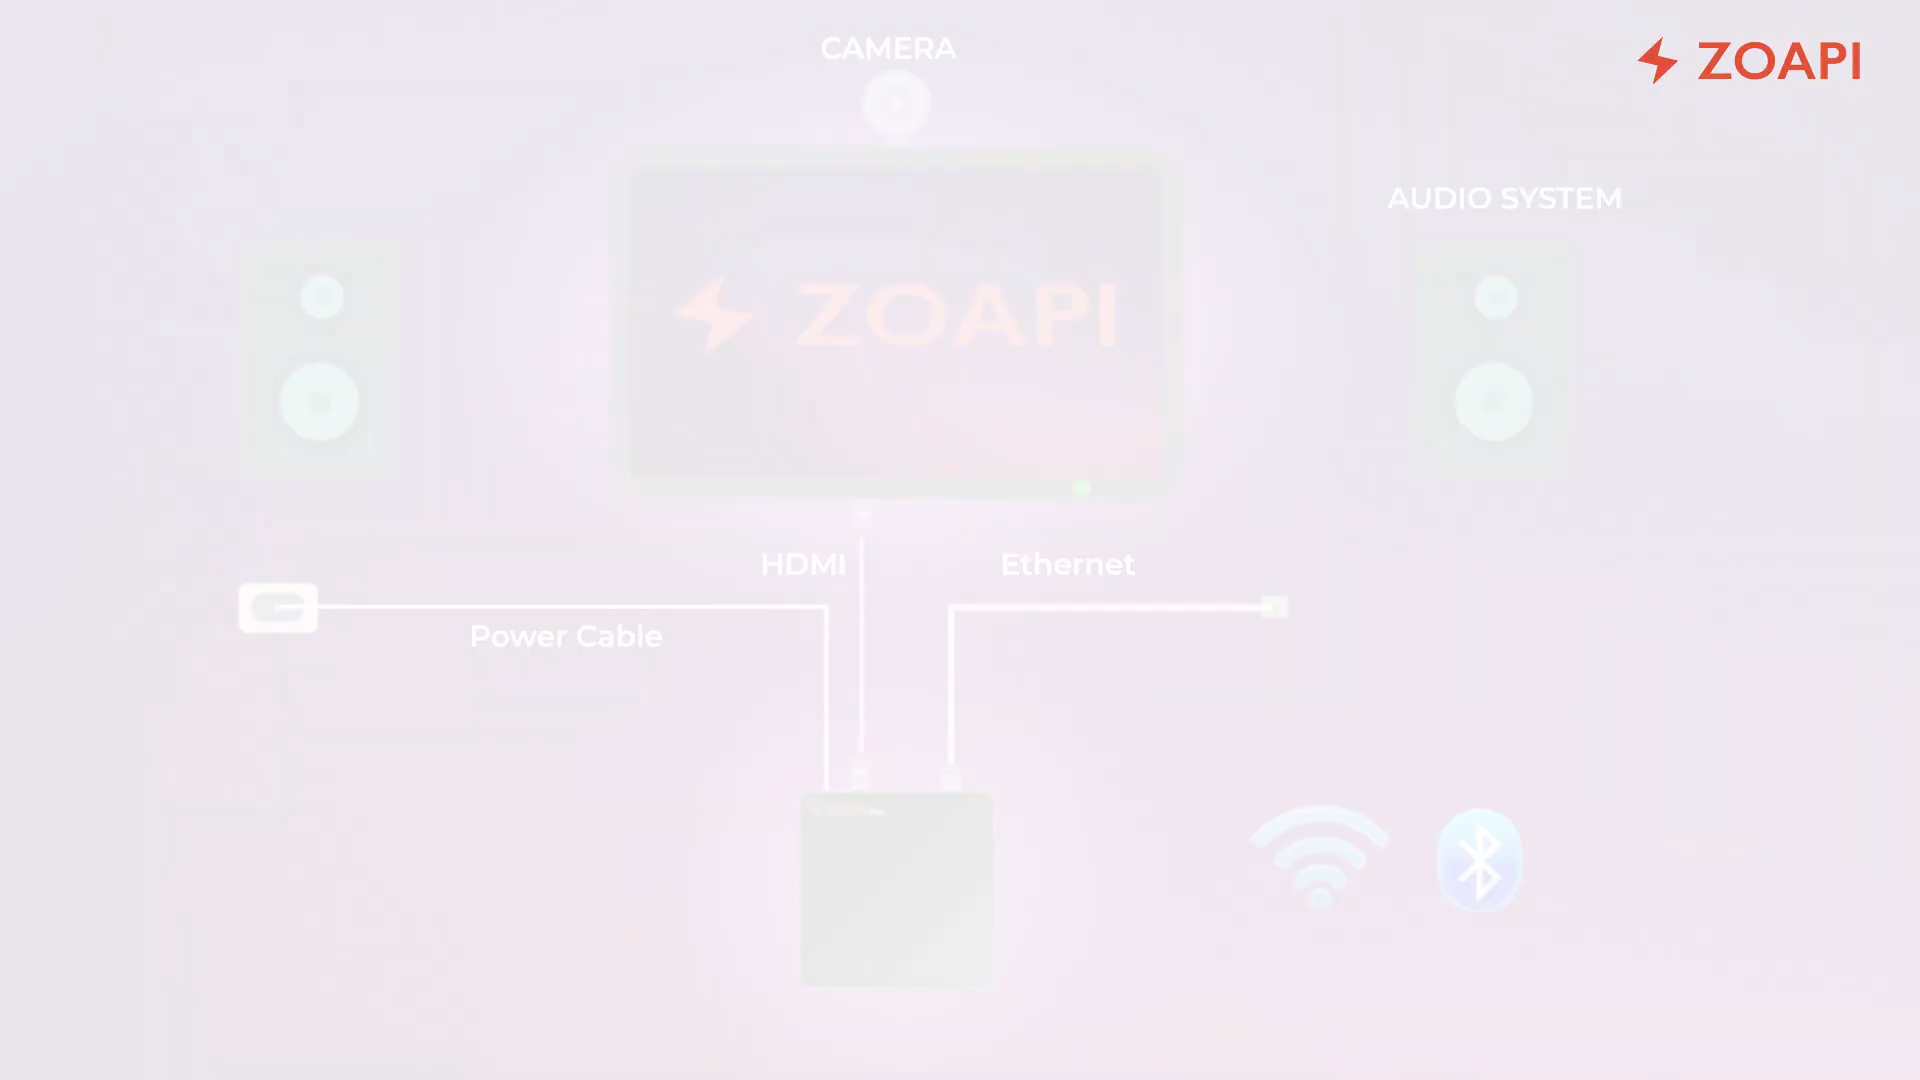 CAMERA
ZOAPI
AUDIO SYSTEM
ZOAPI
HDMI
Ethernet
Power Cable